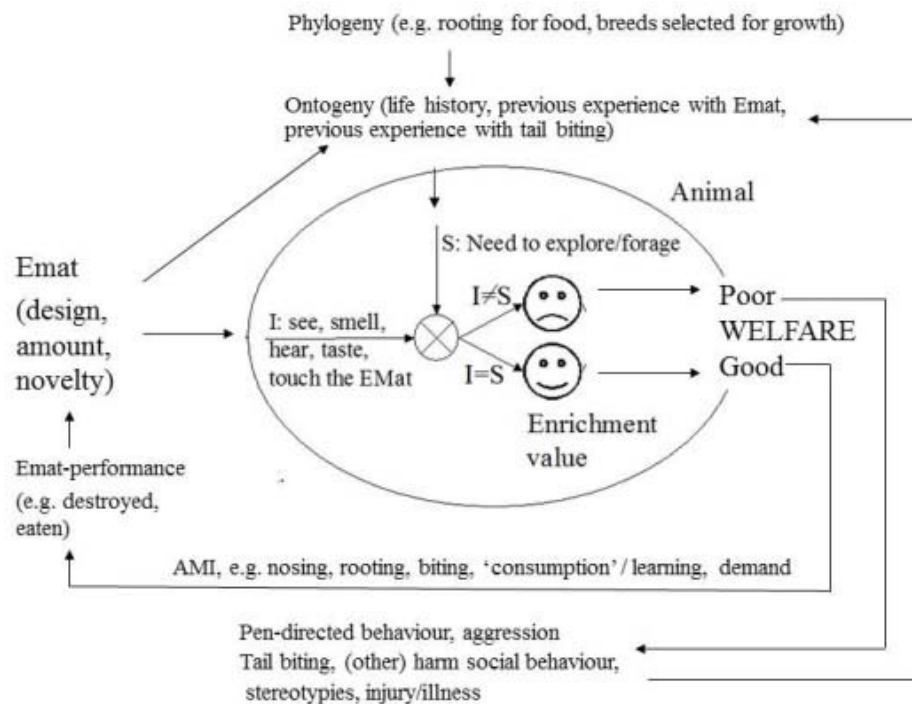 Phylogeny (e.g. rooting for food, breeds selected for growth)
Ontogeny (life history, previous experience with Emat,
previous experience with tail biting)
Animal
S: Need to explore/forage
Emat
(design,
amount,
novelty)
I: see, smell,
hear, taste,
touch the EMat
I≠S
I=S
Enrichment
value
Poor
WELFARE
Good
Emat-performance
(e.g. destroyed,
eaten)
AMI, e.g. nosing, rooting, biting, ‘consumption’ / learning, demand
Pen-directed behaviour, aggression
Tail biting, (other) harm social behaviour,
stereotypies, injury/illness